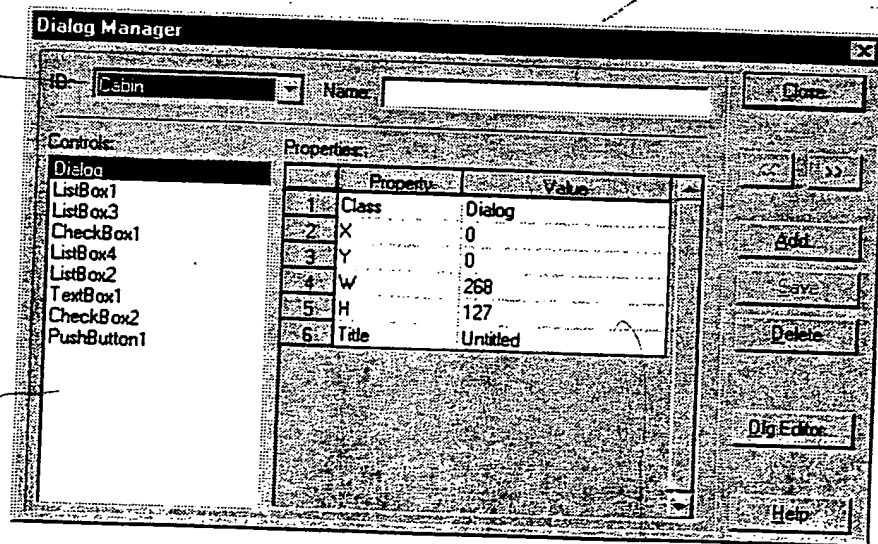 Dialog Manager
ID: Cabin Name:
Close
Controls: Properties:
Dialog
ListBox1
ListBox3
CheckBox1
ListBox4
ListBox2
TextBox1
CheckBox2
PushButton1
Property Value
1 Class Dialog
2 X 0
3 Y 0
4 W 268
5 H 127
6 Title Untitled
<< >>
Add...
Save
Delete
Dlg Editor...
Help